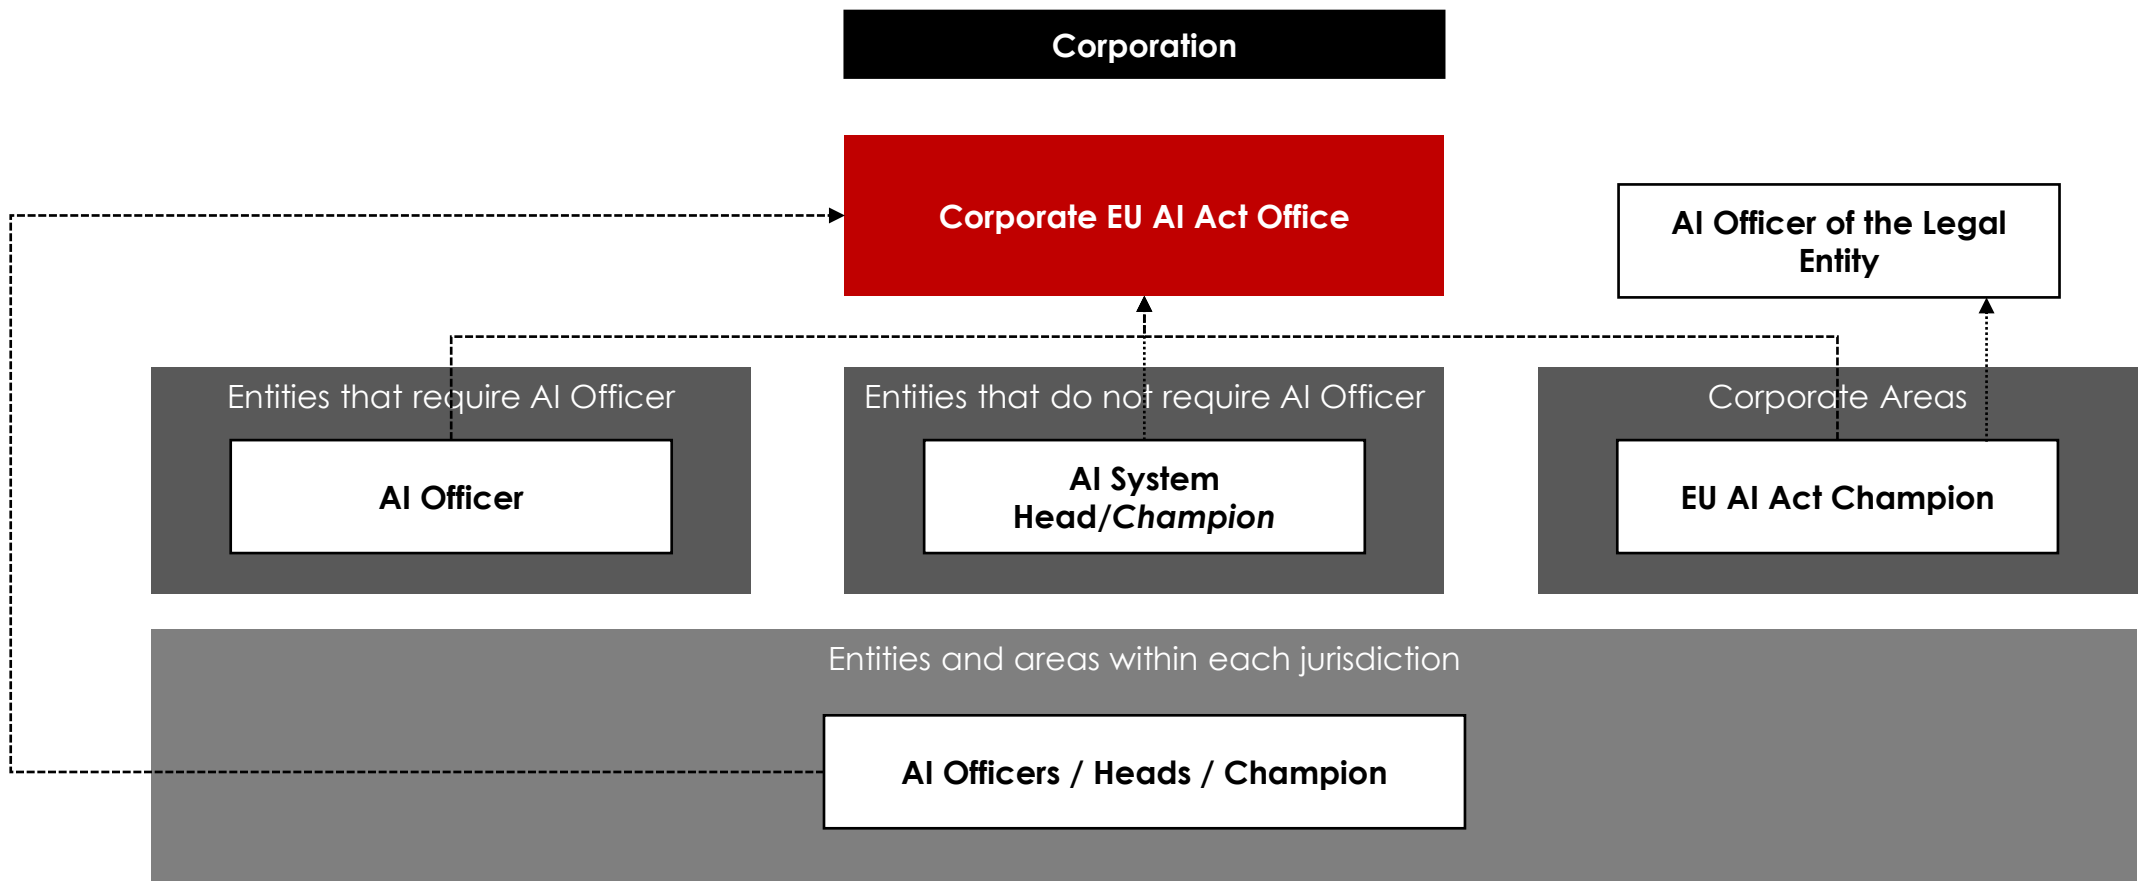 Corporation
Corporate EU AI Act Office
AI Officer of the Legal
Entity
Entities that require AI Officer
Entities that do not require AI Officer
Corporate Areas
AI Officer
AI System
Head/Champion
EU AI Act Champion
Entities and areas within each jurisdiction
AI Officers / Heads / Champion